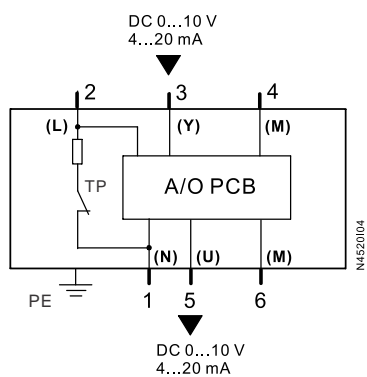 DC 0...10 V
4...20 mA
2
3
4
(L)
(Y)
(M)
TP
A/O PCB
N4520I04
(N)
(U)
(M)
PE
1
5
6
DC 0...10 V
4...20 mA